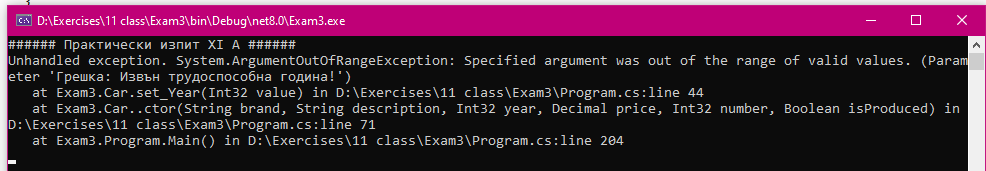 D:\Exercises\11 class\Exam3\bin\Debug\net8.0\Exam3.exe
###### Практически изпит XI А ######
Unhandled exception. System.ArgumentOutOfRangeException: Specified argument was out of the range of valid values. (Param
eter 'Грешка: Извън трудоспособна година!')
   at Exam3.Car.set_Year(Int32 value) in D:\Exercises\11 class\Exam3\Program.cs:line 44
   at Exam3.Car..ctor(String brand, String description, Int32 year, Decimal price, Int32 number, Boolean isProduced) in
D:\Exercises\11 class\Exam3\Program.cs:line 71
   at Exam3.Program.Main() in D:\Exercises\11 class\Exam3\Program.cs:line 204